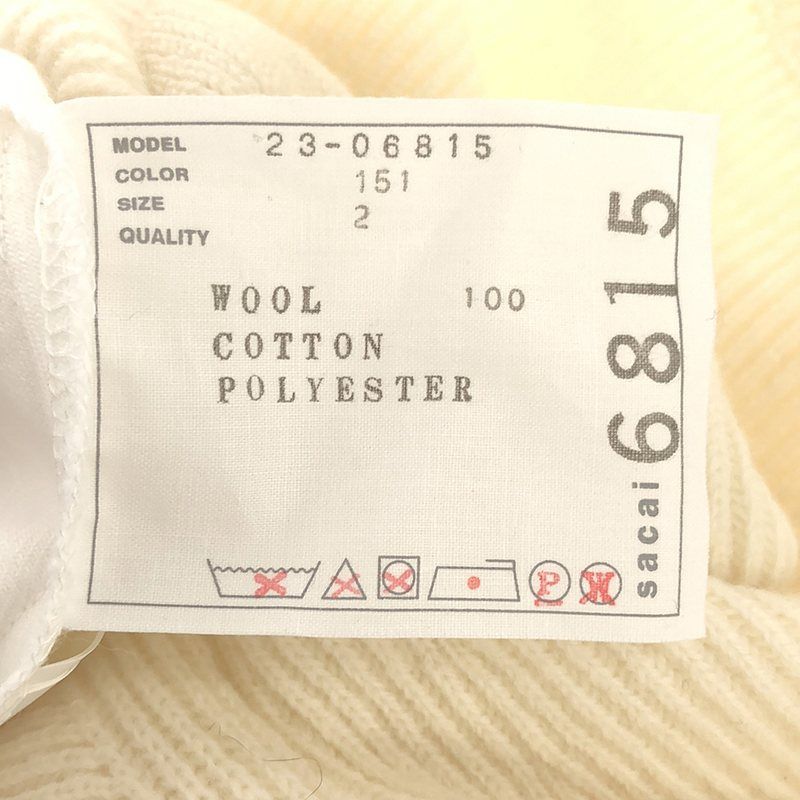 MODEL 23-06815
COLOR 151
SIZE 2
QUALITY
WOOL 100
COTTON
POLYESTER
P W
sacai 6815